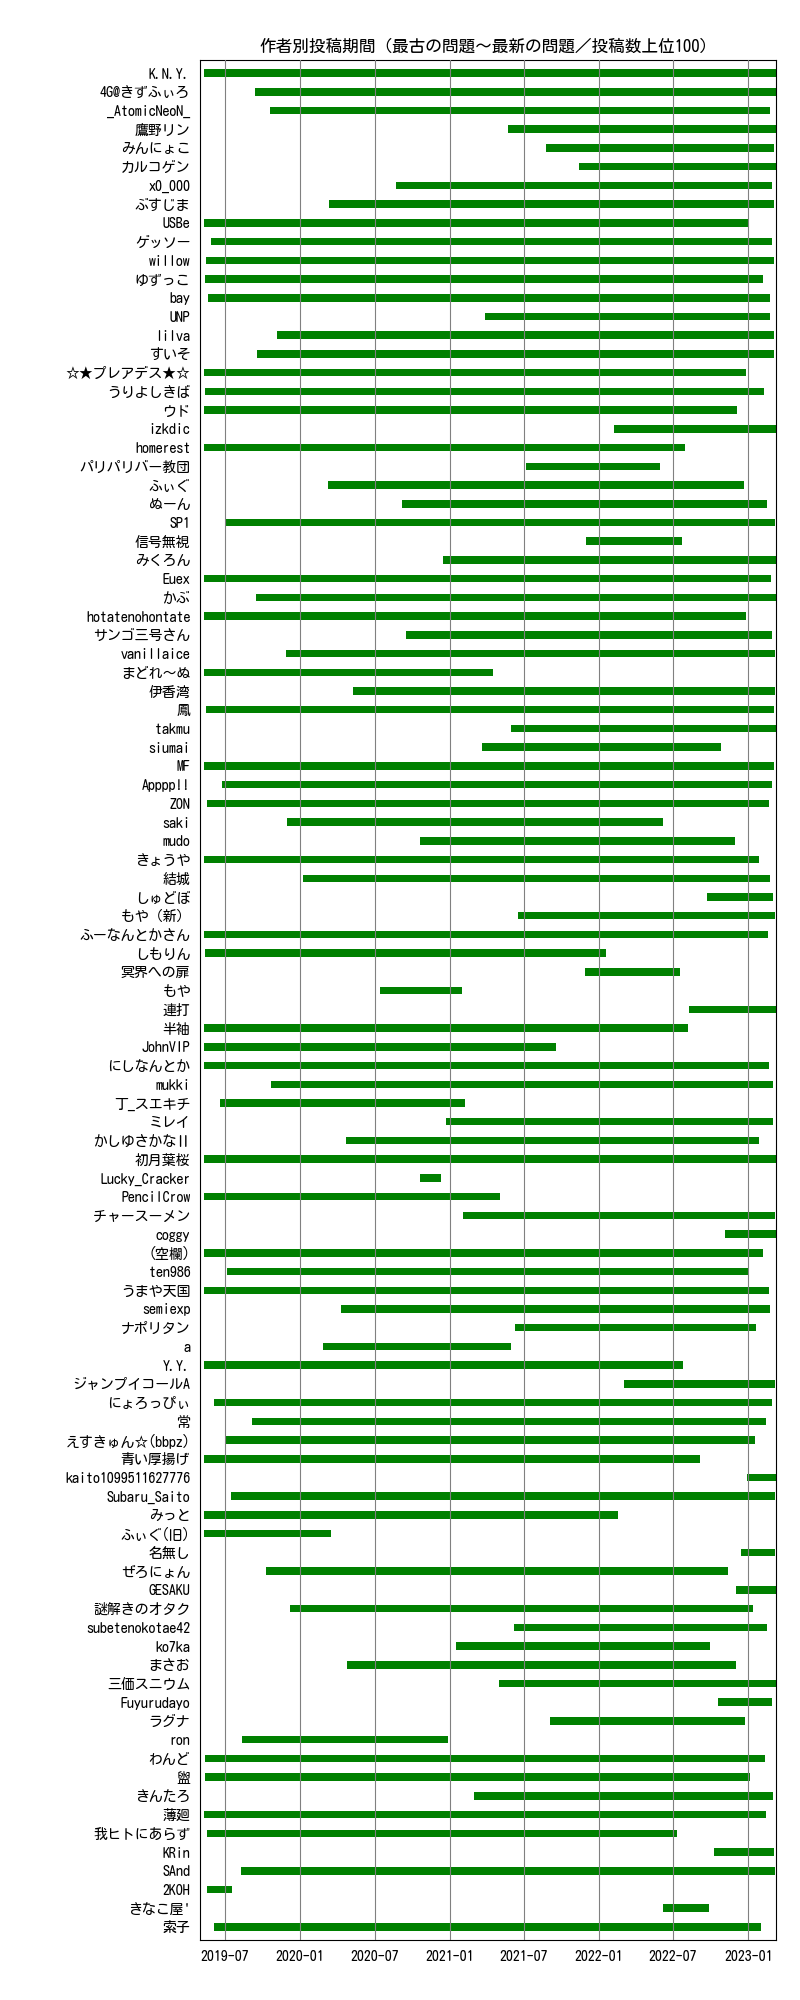 作者別投稿期間（最古の問題～最新の問題／投稿数上位100）
K.N.Y.
4G@きずふぃろ
_AtomicNeoN_
鷹野リン
みんにょこ
カルコゲン
x0_000
ぶすじま
USBe
ゲッソー
willow
ゆずっこ
bay
UNP
lilva
すいそ
☆★プレアデス★☆
うりよしきば
ウド
izkdic
homerest
パリパリバー教団
ふぃぐ
ぬーん
SP1
信号無視
みくろん
Euex
かぶ
hotatenohontate
サンゴ三号さん
vanillaice
まどれ～ぬ
伊香湾
鳳
takmu
siumai
MF
AppppII
ZON
saki
mudo
きょうや
結城
しゅどぼ
もや（新）
ふーなんとかさん
しもりん
冥界への扉
もや
連打
半袖
JohnVIP
にしなんとか
mukki
丁_スエキチ
ミレイ
かしゆさかなII
初月葉桜
Lucky_Cracker
PencilCrow
チャースーメン
coggy
(空欄)
ten986
うまや天国
semiexp
ナポリタン
a
Y.Y.
ジャンプイコールA
にょろっぴぃ
常
えすきゅん☆(bbpz)
青い厚揚げ
kaito1099511627776
Subaru_Saito
みっと
ふぃぐ(旧)
名無し
ぜろにょん
GESAKU
謎解きのオタク
subetenokotae42
ko7ka
まさお
三価スニウム
Fuyurudayo
ラグナ
ron
わんど
盥
きんたろ
薄廻
我ヒトにあらず
KRin
SAnd
2KOH
きなこ屋'
索子
2019-07 2020-01 2020-07 2021-01 2021-07 2022-01 2022-07 2023-01